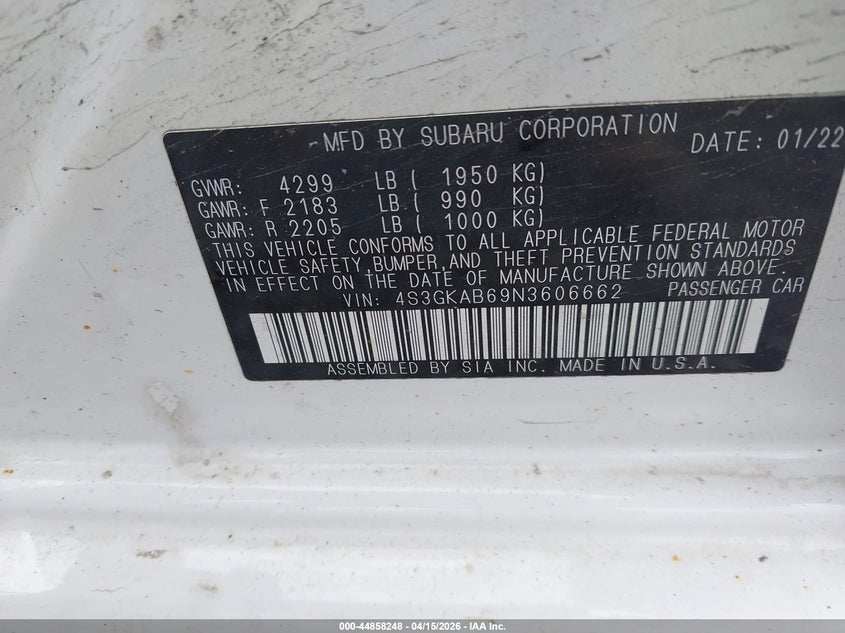 MFD BY SUBARU CORPORATION DATE: 01/22
GVWR: 4299 LB ( 1950 KG)
GAWR: F 2183 LB ( 990 KG)
GAWR: R 2205 LB ( 1000 KG)
THIS VEHICLE CONFORMS TO ALL APPLICABLE FEDERAL MOTOR
VEHICLE SAFETY, BUMPER, AND THEFT PREVENTION STANDARDS
IN EFFECT ON THE DATE OF MANUFACTURE SHOWN ABOVE.
VIN: 4S3GKAB69N3606662 PASSENGER CAR
ASSEMBLED BY SIA INC. MADE IN U.S.A.
000-44858248 - 04/15/2026 - IAA Inc.